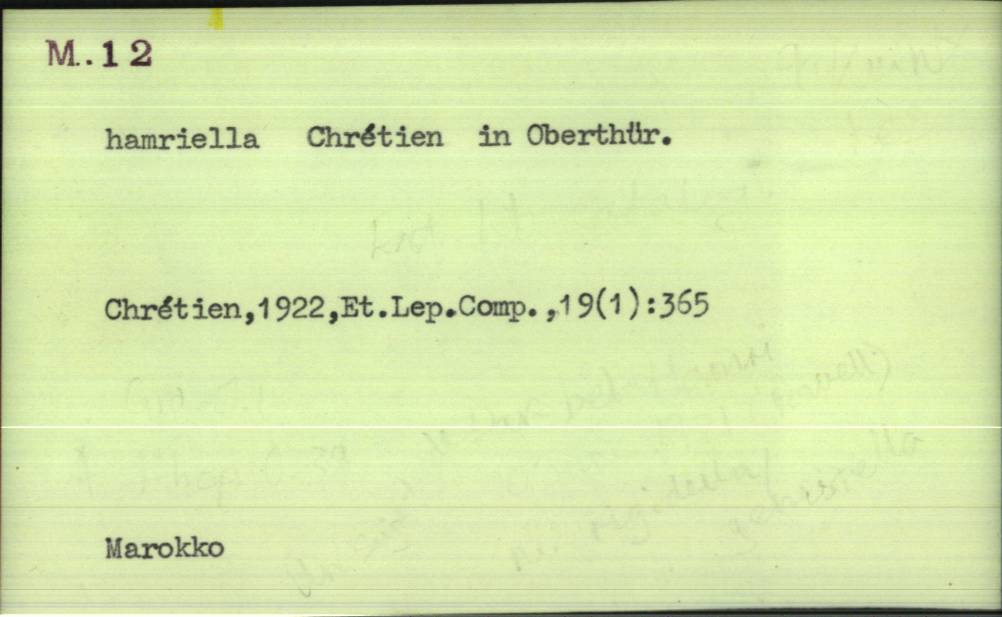 M.12
hamriella Chrétien in Oberthür.
Chrétien,1922,Et.Lep.Comp.,19(1):365
Marokko